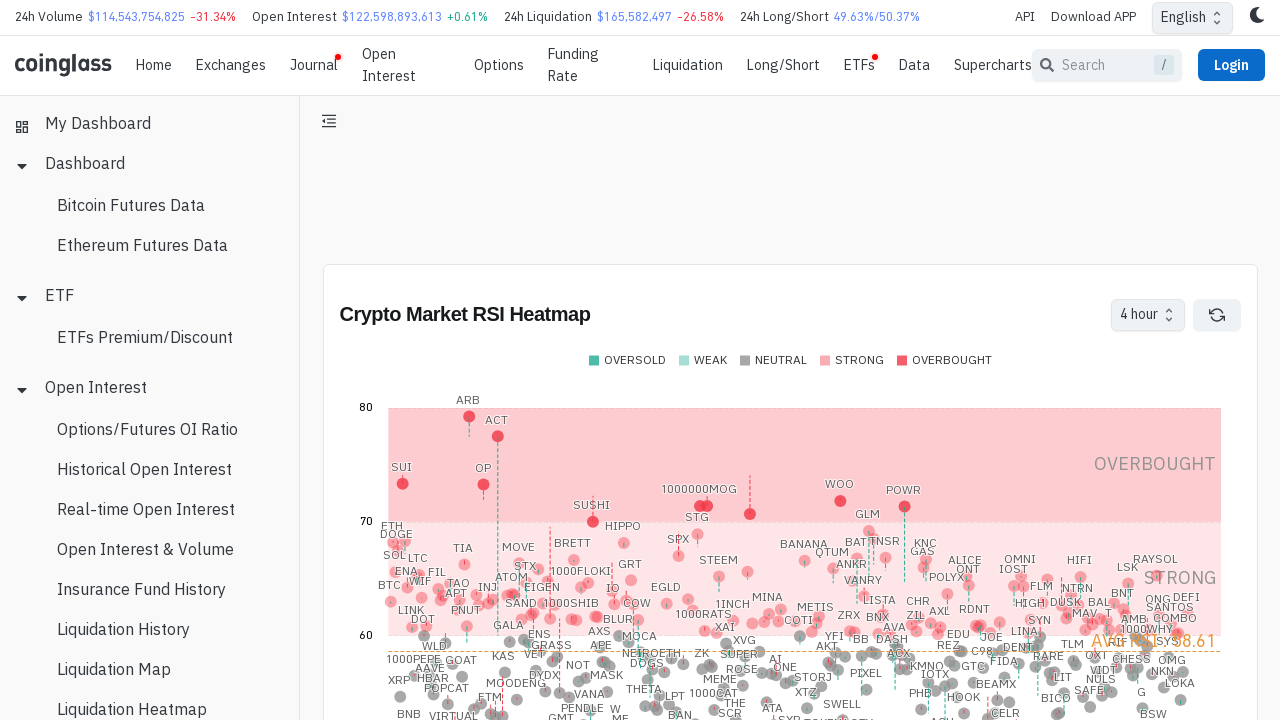 24h Volume $114,543,754,825 -31.34% Open Interest $122,598,893,613 +0.61% 24h Liquidation $165,582,497 -26.58% 24h Long/Short 49.63%/50.37% API Download APP English
coinglass Home Exchanges Journal Open Interest Options Funding Rate Liquidation Long/Short ETFs Data Supercharts Search / Login
My Dashboard
Dashboard
Bitcoin Futures Data
Ethereum Futures Data
ETF
ETFs Premium/Discount
Open Interest
Options/Futures OI Ratio
Historical Open Interest
Real-time Open Interest
Open Interest & Volume
Insurance Fund History
Liquidation History
Liquidation Map
Liquidation Heatmap
Crypto Market RSI Heatmap 4 hour
OVERSOLD WEAK NEUTRAL STRONG OVERBOUGHT
80
ARB
ACT
OVERBOUGHT
SUI OP
WOO
1000000MOG POWR
SUSHI
STG GLM
70
ETH HIPPO
DOGE
SPX
TIA MOVE BRETT BANANA BAT TNSR KNC
SOL LTC QTUM GAS
STEEM ALICE OMNI HIFI RAYSOL
ENA FIL STX 1000FLOKI GRT ANKR ONT IOST LSK
BTC WIF TAO ATOM VANRY POLYX STRONG
APT INJ EIGEN IO EGLD FLM NTRN BNT
LINK PNUT SAND 1000SHIB COW 1INCH MINA LISTA CHR HIGH DUSK BAL ONG DEFI
DOT 1000RATS METIS AXL RDNT MAV SANTOS
GALA BLUR XAI COTI ZRX BNX ZIL SYN AMB COMBO
60
ENS AXS MOCA YFI AVA EDU LINA 1000WHY
WLD GRASS APE XVG AKT BB DASH REZ JOE DENT TLM SYS
AVG RSI: 58.61
1000PEPE GOAT KAS VET NEIROETH ZK SUPER AI ACX C98 RARE OXT CHESS OMG
AAVE NOT DOGS ROSE ONE KMNO GTC FIDA VIDT NKN
XRP HBAR DYDX MASK MEME STORJ PIXEL IOTX LIT NULS LOKA
POPCAT MOODENG VANA THETA 1000CAT XTZ PHB BEAMX SAFE G
ETM LPT HOOK BICO
BNB VIRTUAL PENDLE W BAN THE SCR ATA SWELL CELR BSW
GMT ME